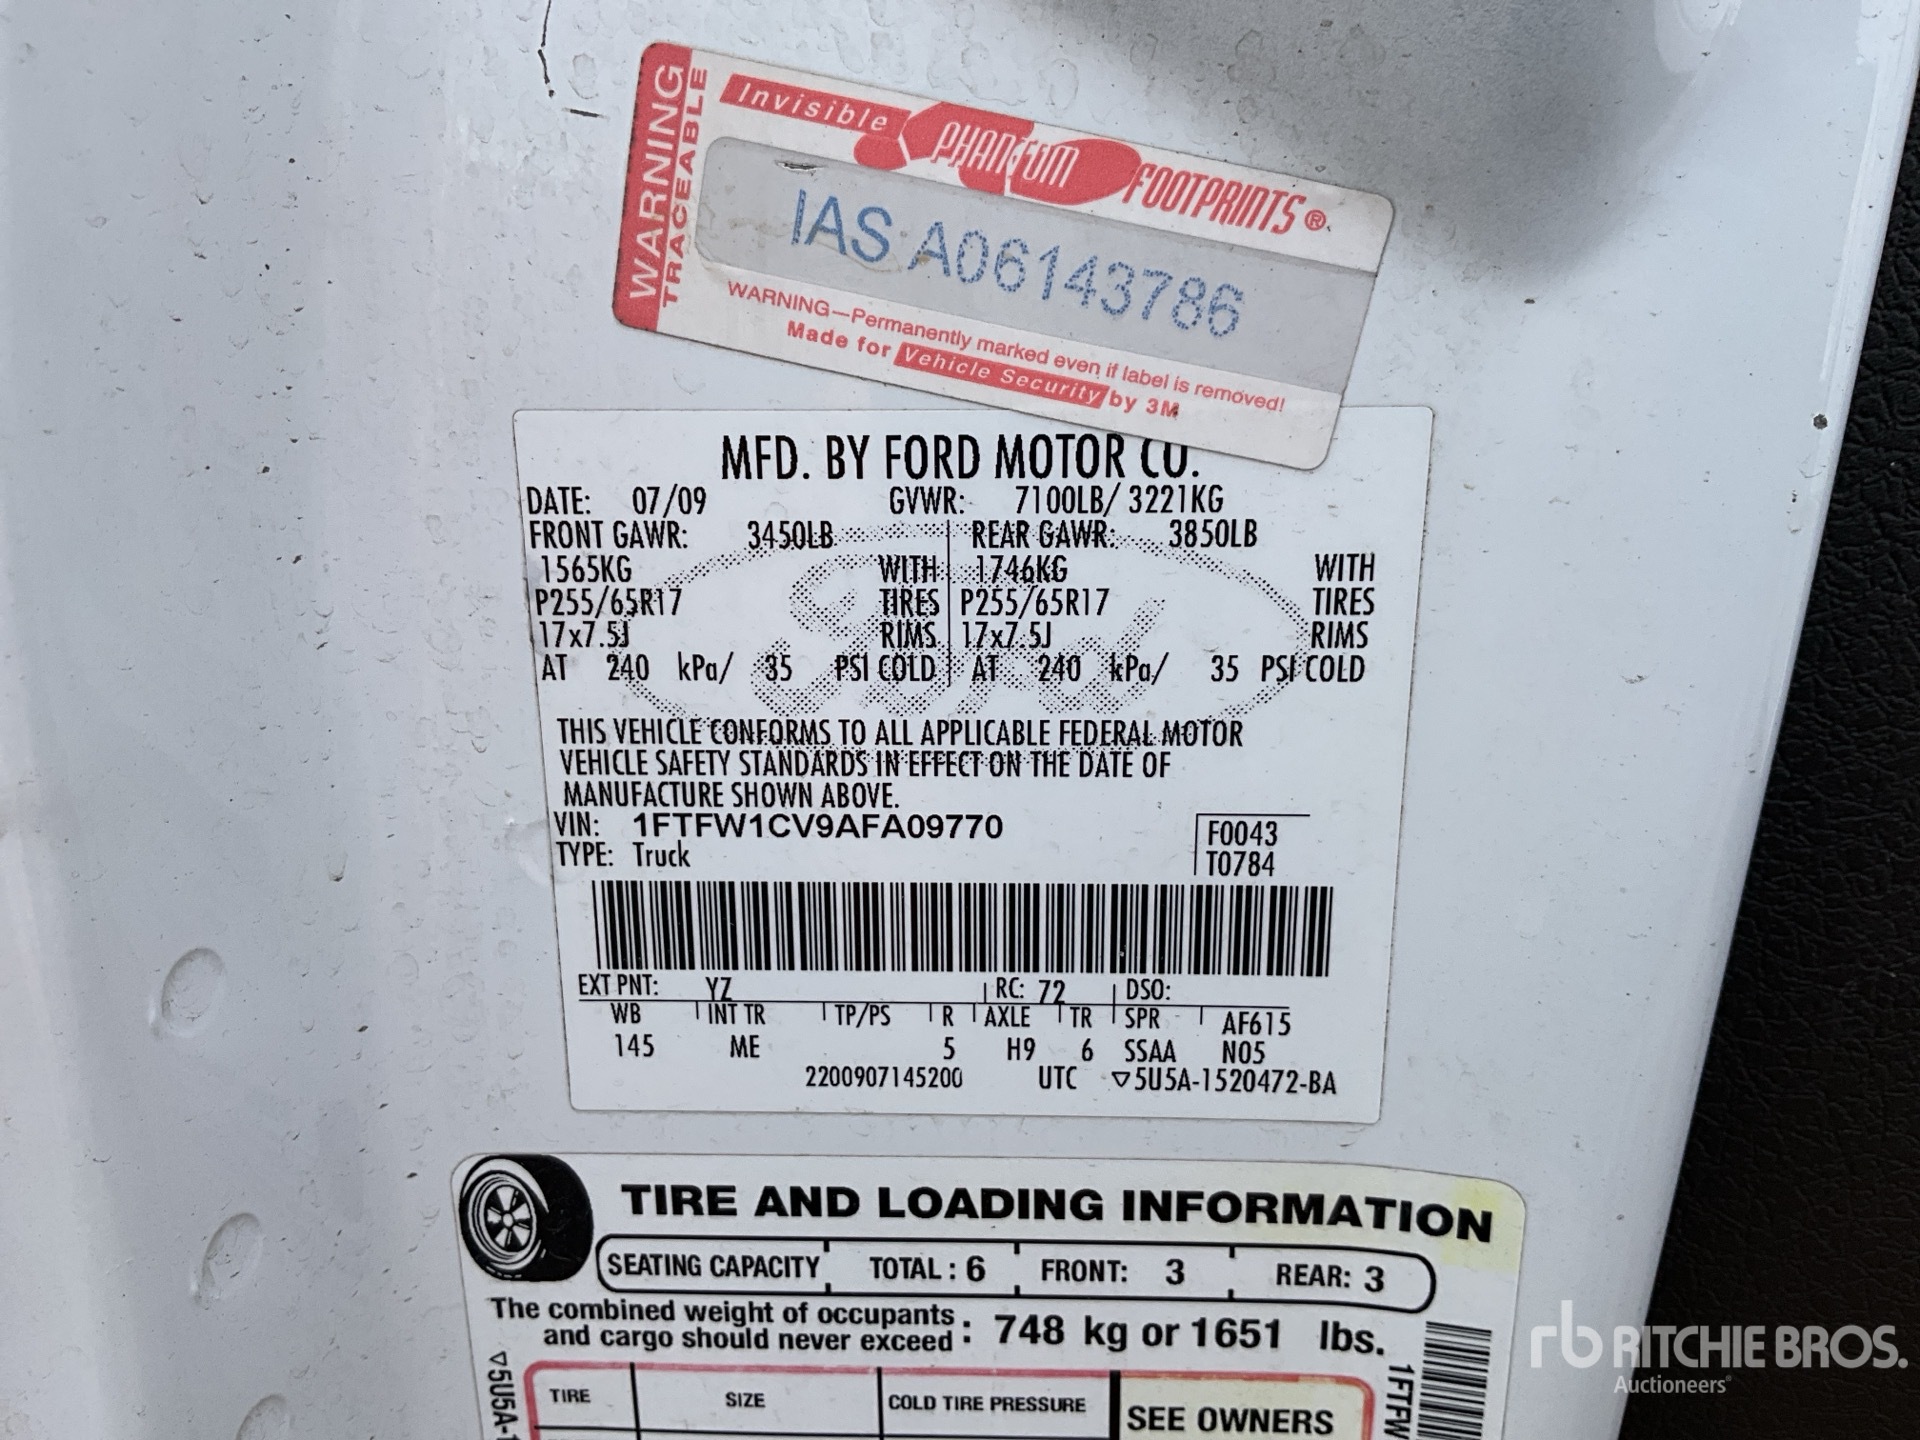 WARNING
TRACEABLE
Invisible PHANTOM FOOTPRINTS®
IAS A06143786
WARNING—Permanently marked even if label is removed!
Made for Vehicle Security by 3M
MFD. BY FORD MOTOR CO.
DATE: 07/09 GVWR: 7100LB/ 3221KG
FRONT GAWR: 3450LB REAR GAWR: 3850LB
1565KG WITH 1746KG WITH
P255/65R17 TIRES P255/65R17 TIRES
17x7.5J RIMS 17x7.5J RIMS
AT 240 kPa/ 35 PSI COLD AT 240 kPa/ 35 PSI COLD
Ford
THIS VEHICLE CONFORMS TO ALL APPLICABLE FEDERAL MOTOR
VEHICLE SAFETY STANDARDS IN EFFECT ON THE DATE OF
MANUFACTURE SHOWN ABOVE.
VIN: 1FTFW1CV9AFA09770 F0043
TYPE: Truck T0784
EXT PNT: YZ RC: 72 DSO:
WB INT TR TP/PS R AXLE TR SPR AF615
145 ME 5 H9 6 SSAA N05
2200907145200 UTC ▽5U5A-1520472-BA
TIRE AND LOADING INFORMATION
SEATING CAPACITY TOTAL : 6 FRONT: 3 REAR: 3
The combined weight of occupants
and cargo should never exceed : 748 kg or 1651 lbs.
TIRE SIZE COLD TIRE PRESSURE SEE OWNERS
▽5U5A-
1FTFW
rb RITCHIE BROS.
Auctioneers